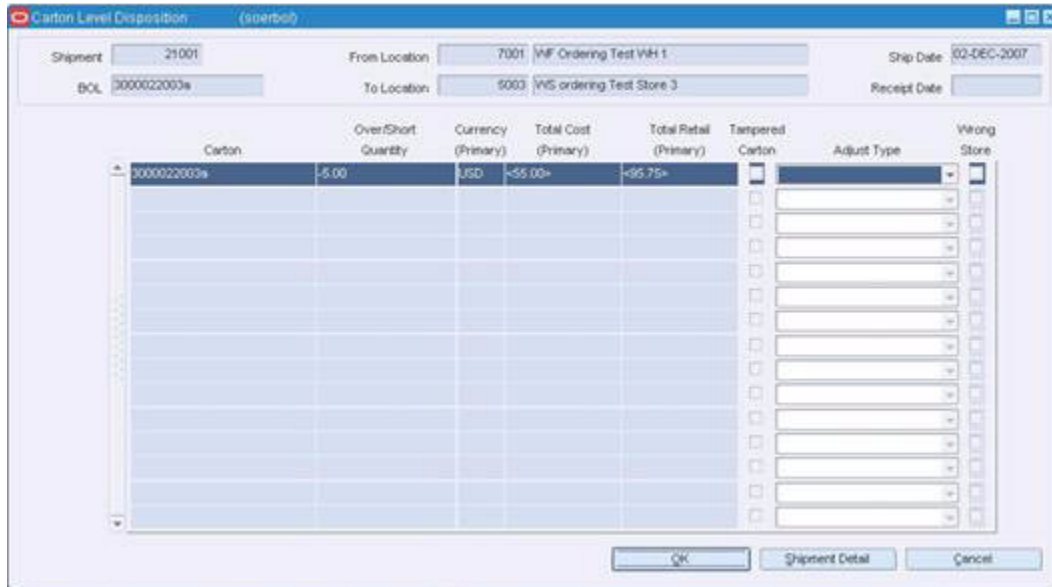 Carton Level Disposition (soerbol)
Shipment 21001 From Location 7001 WF Ordering Test WH 1 Ship Date 02-DEC-2007
BOL 3000022003s To Location 5003 WS ordering Test Store 3 Receipt Date
Over/Short Currency Total Cost Total Retail Tampered Wrong
Carton Quantity (Primary) (Primary) (Primary) Carton Adjust Type Store
3000022003s -5.00 USD <55.00> <95.75>
OK Shipment Detail Cancel